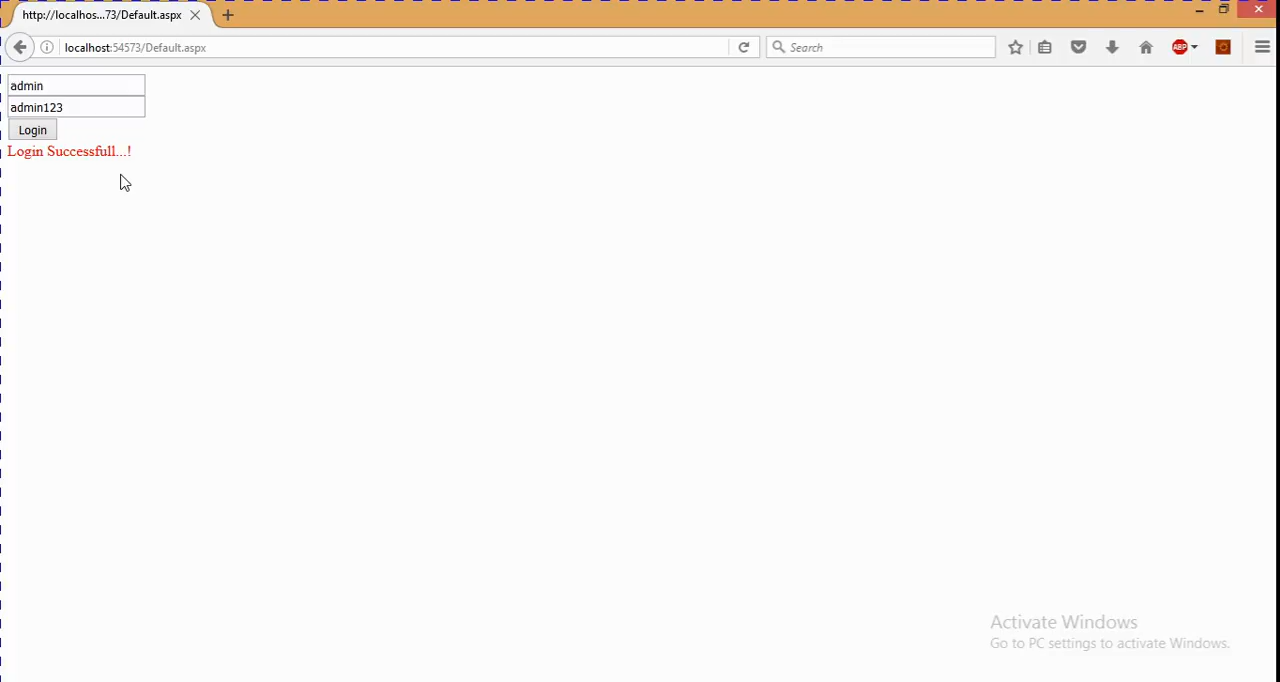 http://localhos...73/Default.aspx
localhost:54573/Default.aspx
Search
ABP
admin
admin123
Login
Login Successfull...!
Activate Windows
Go to PC settings to activate Windows.